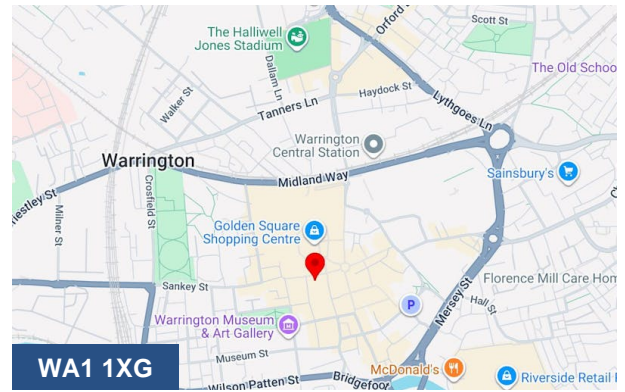 Scott St
Orford
The Halliwell
Jones Stadium
Dallam Ln
The Old Schoo
Haydock St
Walker St
Tanners Ln
Lythgoes Ln
Warrington
Central Station
Warrington
Midland Way
Sainsbury's
Crosfield St
Milner St
Golden Square
Shopping Centre
Sankey St
Florence Mill Care Hom
Mersey St
Hall St
P
Warrington Museum
& Art Gallery
Museum St
McDonald's
Riverside Retail
Bridgefoot
Wilson Patten St
WA1 1XG